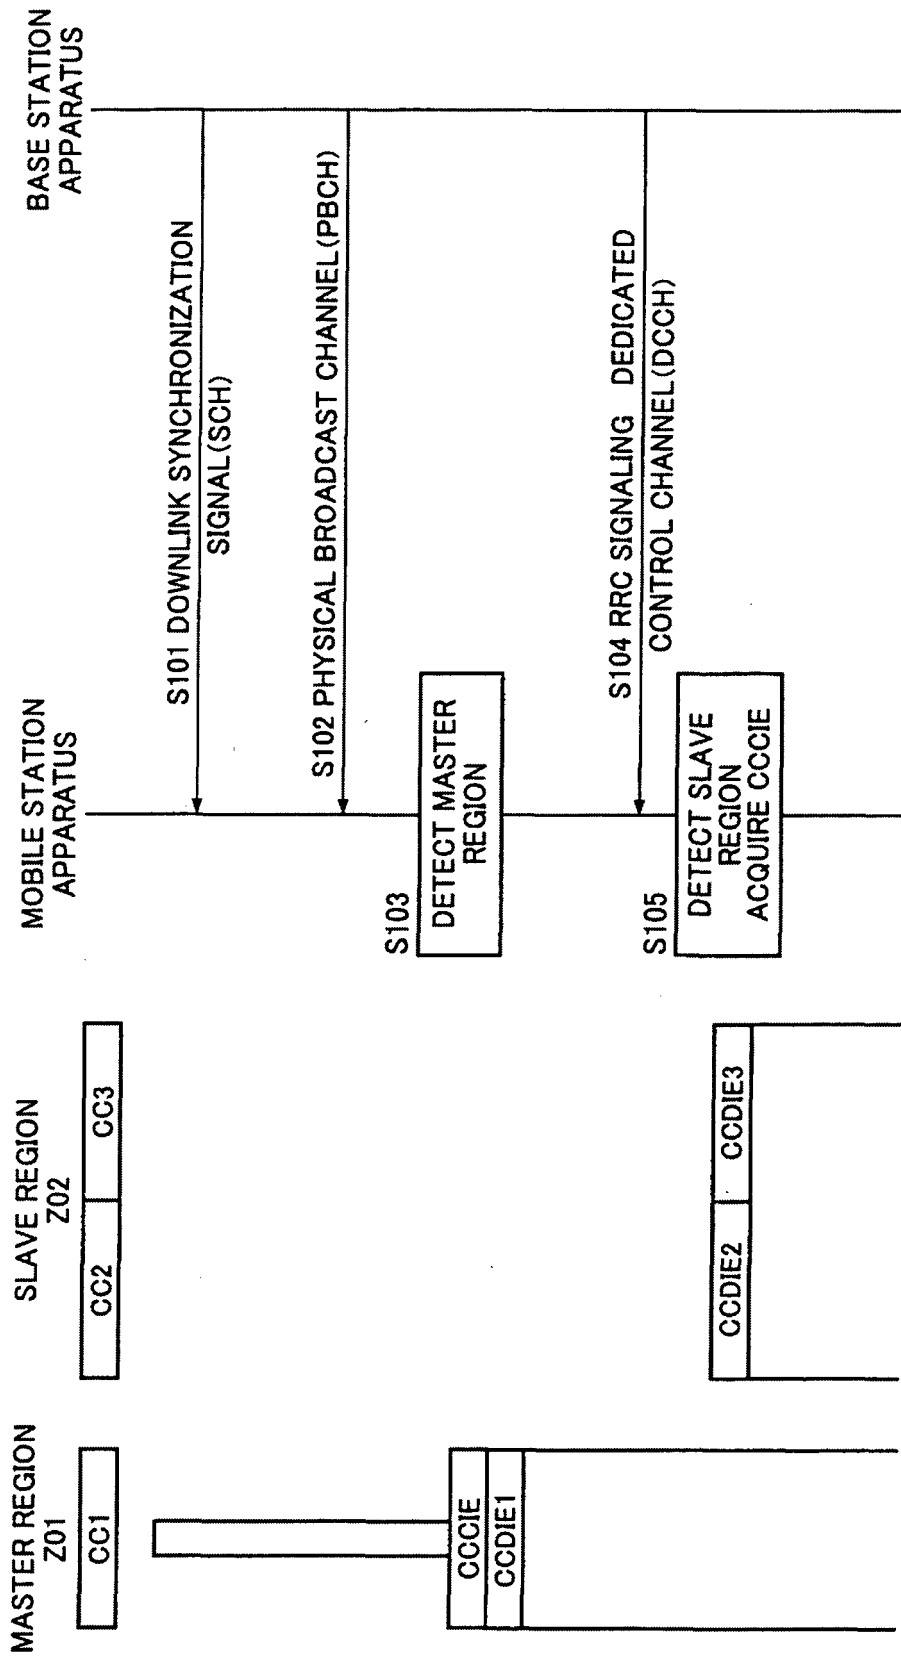 MASTER REGION
Z01
CC1
CCCIE
CCDIE1
SLAVE REGION
Z02
CC2
CC3
CCDIE2
CCDIE3
MOBILE STATION
APPARATUS
BASE STATION
APPARATUS
S101 DOWNLINK SYNCHRONIZATION
SIGNAL(SCH)
S102 PHYSICAL BROADCAST CHANNEL(PBCH)
S103
DETECT MASTER
REGION
S104 RRC SIGNALING DEDICATED
CONTROL CHANNEL(DCCH)
S105
DETECT SLAVE
REGION
ACQUIRE CCCIE